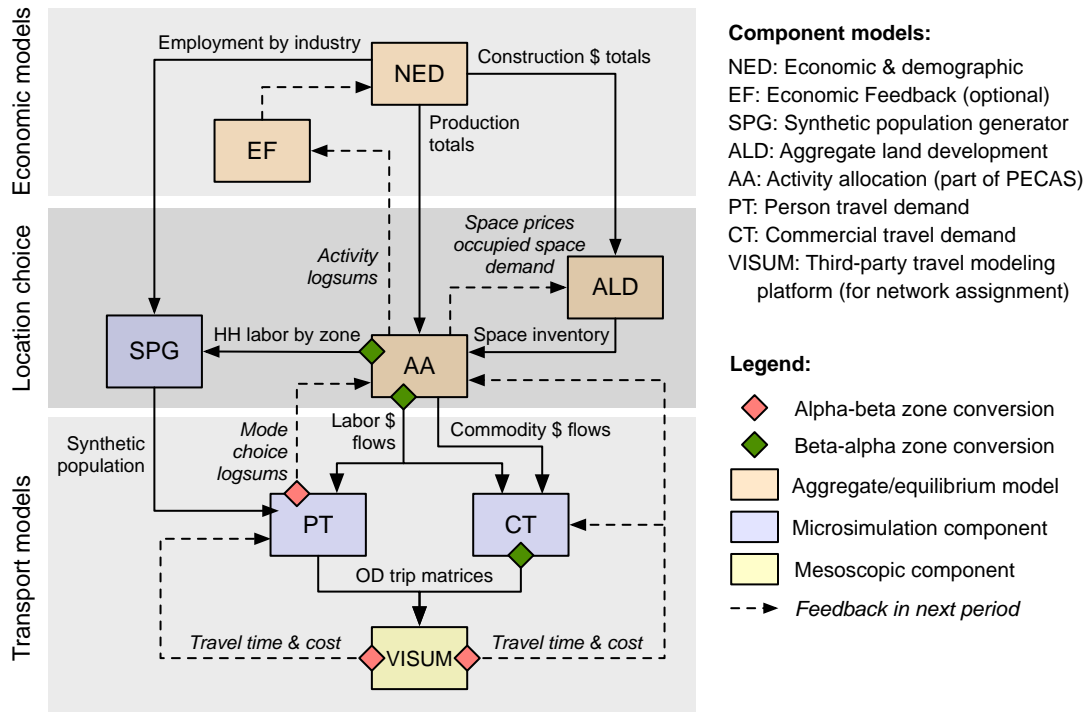 Economic models
Employment by industry
NED
Construction $ totals
Production
totals
EF
Location choice
Activity
logsums
Space prices
occupied space
demand
ALD
SPG
HH labor by zone
AA
Space inventory
Transport models
Synthetic
population
Mode
choice
logsums
Labor $
flows
Commodity $ flows
PT
CT
OD trip matrices
Travel time & cost
VISUM
Travel time & cost
Component models:
NED: Economic & demographic
EF: Economic Feedback (optional)
SPG: Synthetic population generator
ALD: Aggregate land development
AA: Activity allocation (part of PECAS)
PT: Person travel demand
CT: Commercial travel demand
VISUM: Third-party travel modeling
platform (for network assignment)
Legend:
Alpha-beta zone conversion
Beta-alpha zone conversion
Aggregate/equilibrium model
Microsimulation component
Mesoscopic component
Feedback in next period